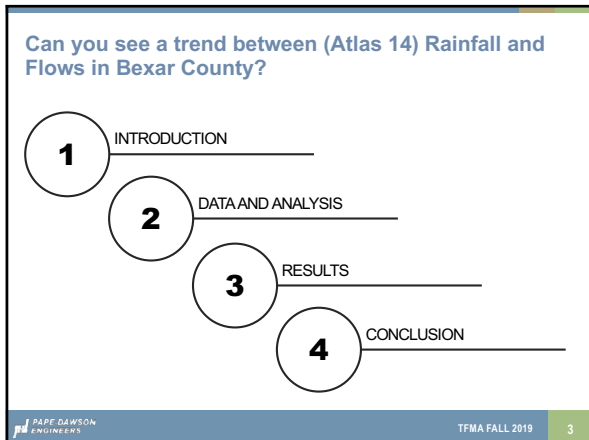 Can you see a trend between (Atlas 14) Rainfall and
Flows in Bexar County?
1 INTRODUCTION
2 DATA AND ANALYSIS
3 RESULTS
4 CONCLUSION
PAPE-DAWSON
ENGINEERS
TFMA FALL 2019 3